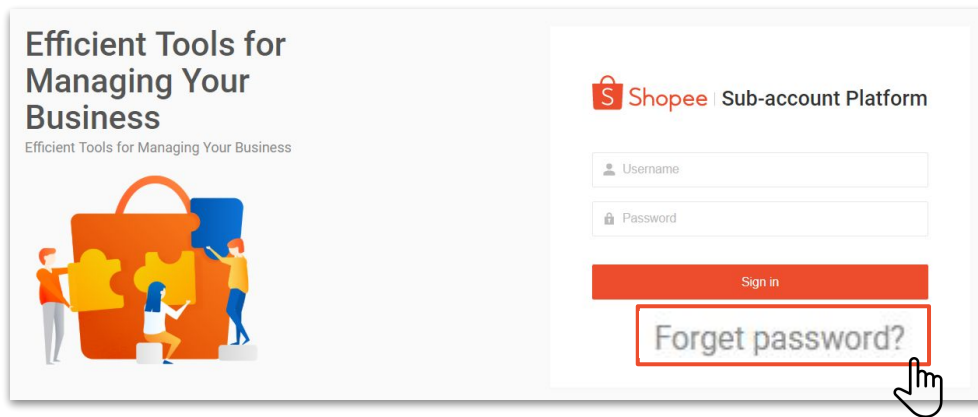 Efficient Tools for
Managing Your
Business
Efficient Tools for Managing Your Business
S Shopee Sub-account Platform
Username
Password
Sign in
Forget password?